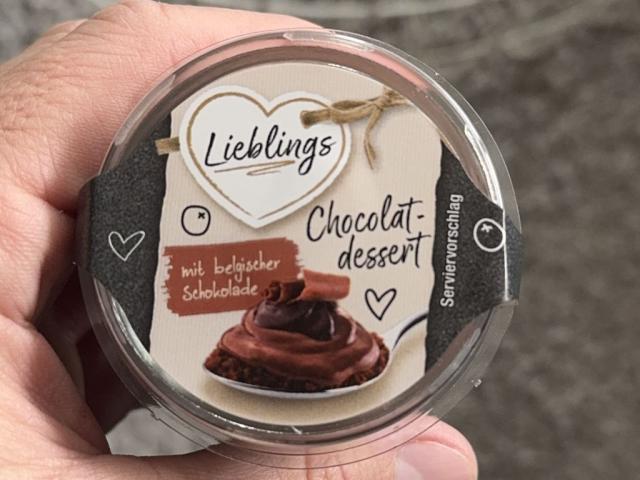 Lieblings
Chocolat-
dessert
mit belgischer
Schokolade
Serviervorschlag